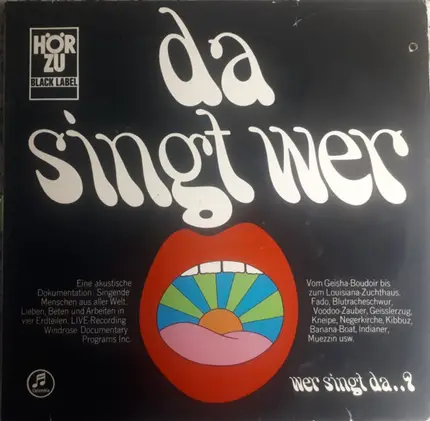 HÖR
ZU
BLACK LABEL
da
singt wer
Eine akustische
Dokumentation: Singende
Menschen aus aller Welt.
Lieben, Beten und Arbeiten in
vier Erdteilen. LIVE-Recording
Windrose Documentary
Programs Inc.
Vom Geisha-Boudoir bis
zum Louisiana-Zuchthaus.
Fado, Blutracheschwur,
Voodoo-Zauber, Geisslerzug,
Kneipe, Negerkirche, Kibbuz,
Banana-Boat, Indianer,
Muezzin usw.
Columbia
wer singt da..?